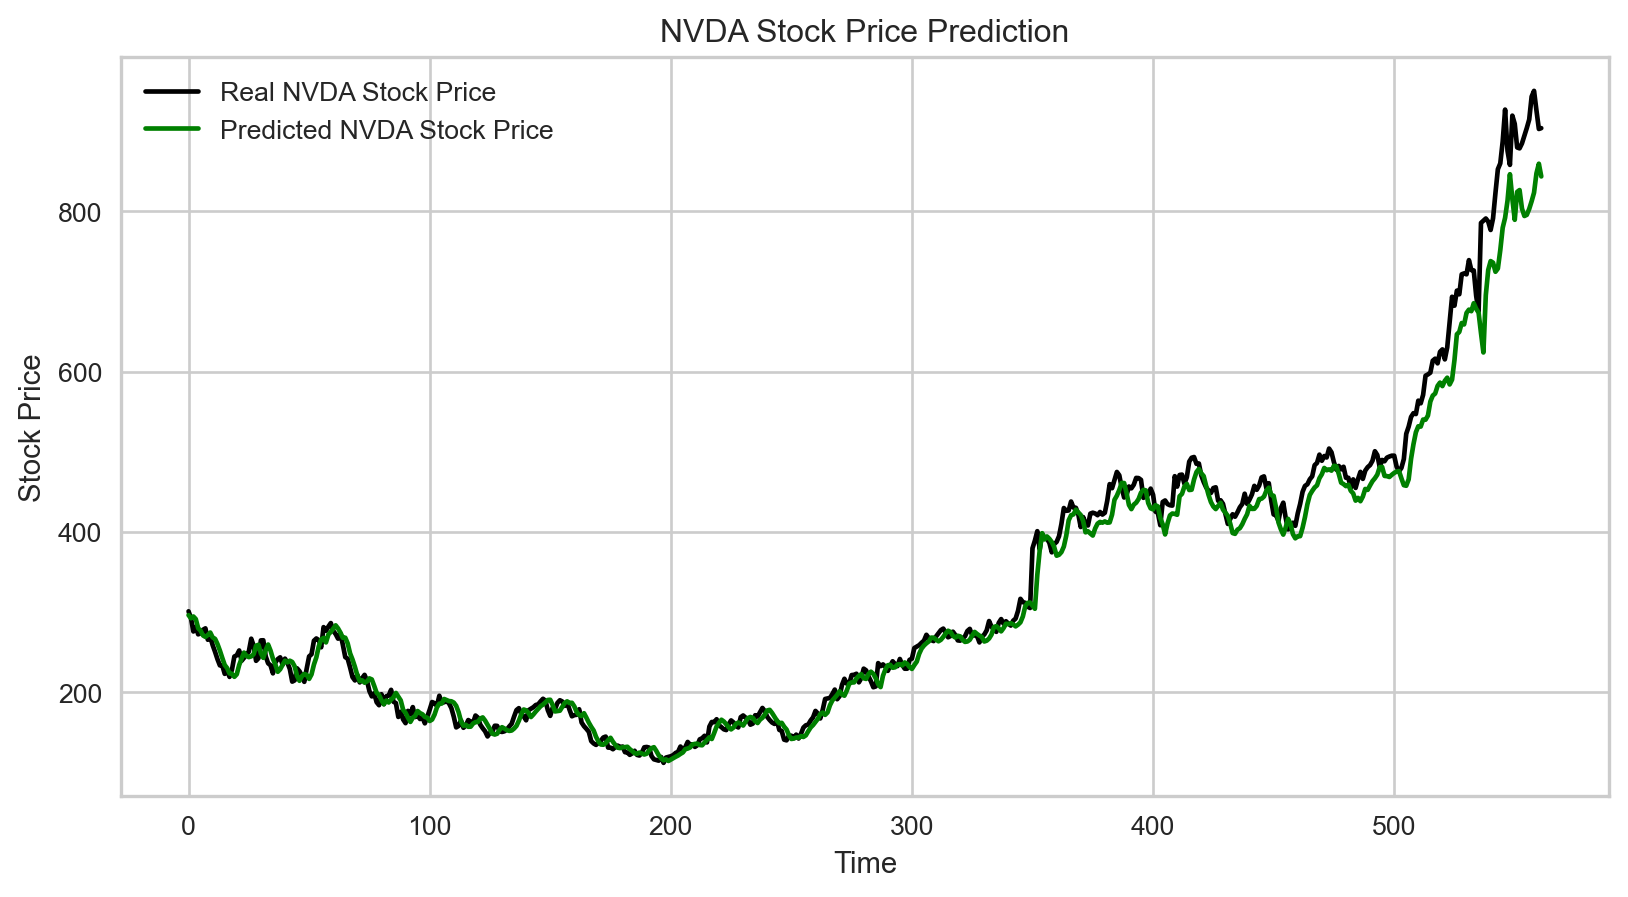 NVDA Stock Price Prediction
Real NVDA Stock Price
Predicted NVDA Stock Price
Stock Price
800
600
400
200
0 100 200 300 400 500
Time